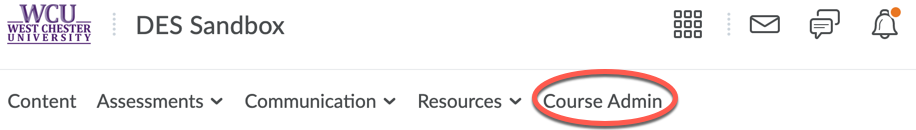 WCU
WEST CHESTER
UNIVERSITY
DES Sandbox
Content Assessments Communication Resources Course Admin